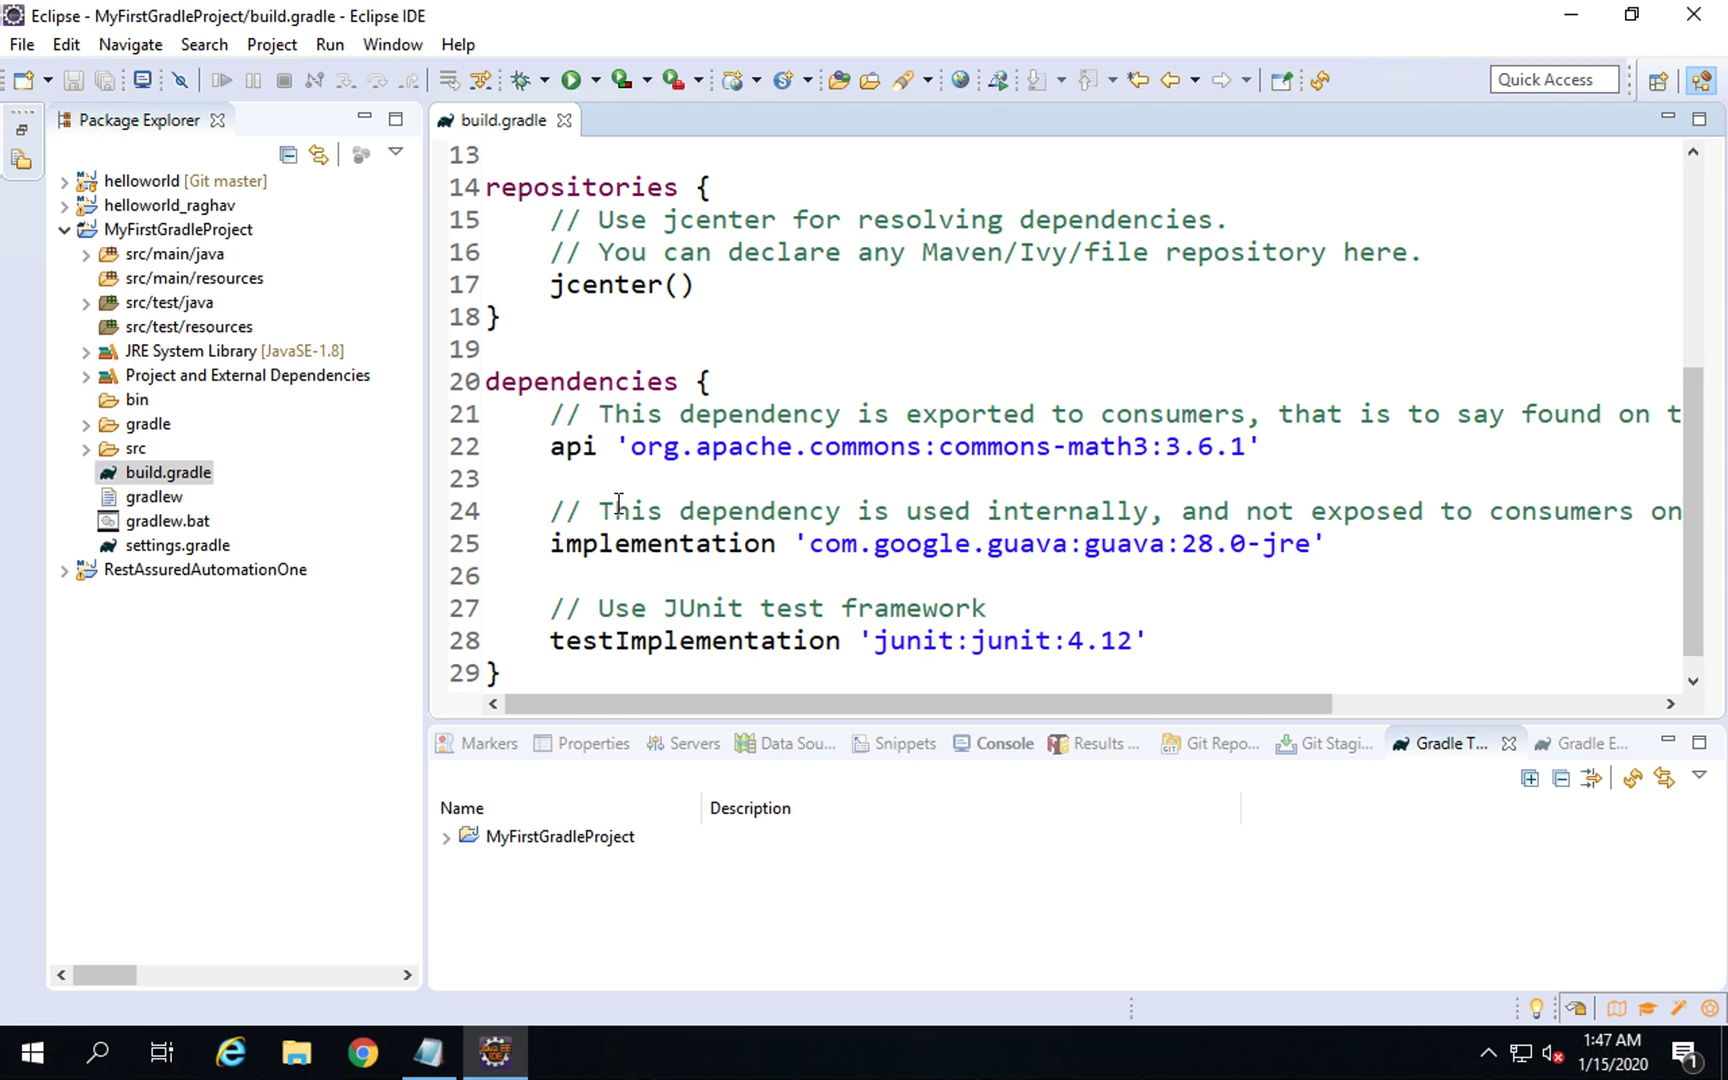 Eclipse - MyFirstGradleProject/build.gradle - Eclipse IDE
File Edit Navigate Search Project Run Window Help
Quick Access
Package Explorer
build.gradle
helloworld [Git master]
helloworld_raghav
MyFirstGradleProject
src/main/java
src/main/resources
src/test/java
src/test/resources
JRE System Library [JavaSE-1.8]
Project and External Dependencies
bin
gradle
src
build.gradle
gradlew
gradlew.bat
settings.gradle
RestAssuredAutomationOne
13
14 repositories {
15 // Use jcenter for resolving dependencies.
16 // You can declare any Maven/Ivy/file repository here.
17 jcenter()
18 }
19
20 dependencies {
21 // This dependency is exported to consumers, that is to say found on t
22 api 'org.apache.commons:commons-math3:3.6.1'
23
24 // This dependency is used internally, and not exposed to consumers on
25 implementation 'com.google.guava:guava:28.0-jre'
26
27 // Use JUnit test framework
28 testImplementation 'junit:junit:4.12'
29 }
Markers Properties Servers Data Sou... Snippets Console Results ... Git Repo... Git Stagi... Gradle T... Gradle E...
Name Description
MyFirstGradleProject
1:47 AM
1/15/2020
1